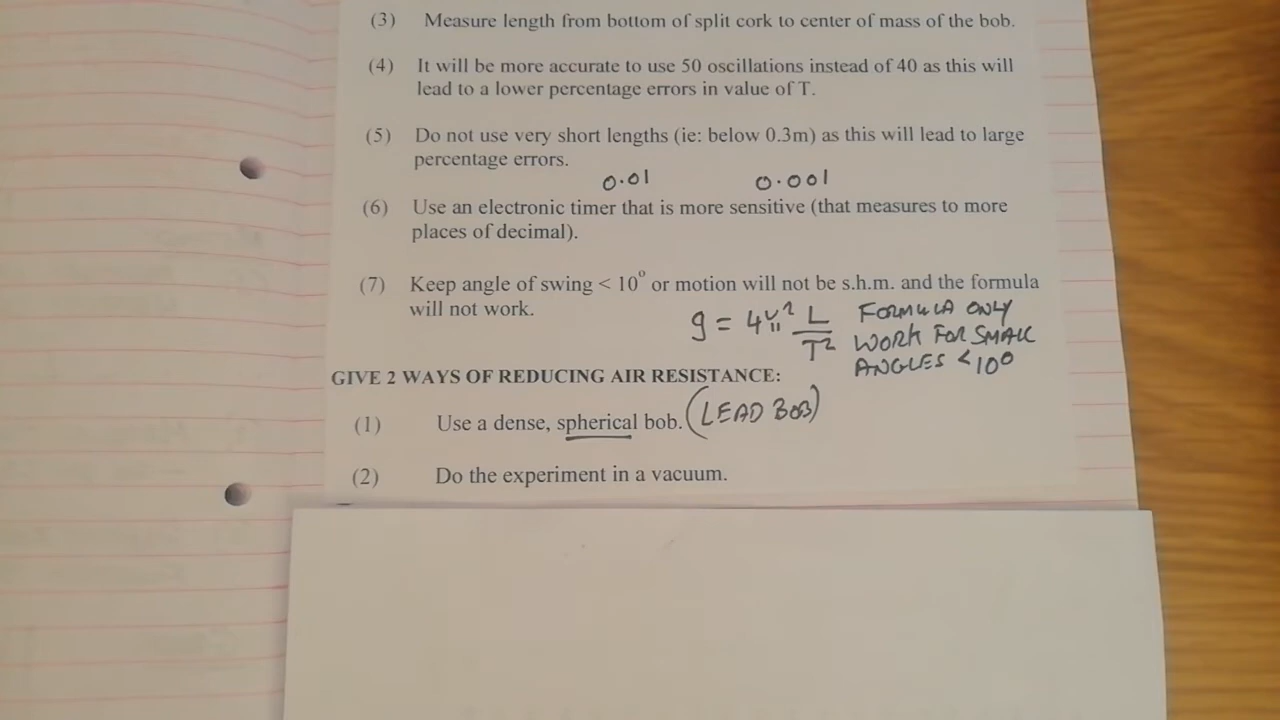 (3) Measure length from bottom of split cork to center of mass of the bob.
(4) It will be more accurate to use 50 oscillations instead of 40 as this will
lead to a lower percentage errors in value of T.
(5) Do not use very short lengths (ie: below 0.3m) as this will lead to large
percentage errors.
0.01 0.001
(6) Use an electronic timer that is more sensitive (that measures to more
places of decimal).
(7) Keep angle of swing < 10° or motion will not be s.h.m. and the formula
will not work.
g = 4π² L/T² FORMULA ONLY
WORK FOR SMALL
ANGLES < 10°
GIVE 2 WAYS OF REDUCING AIR RESISTANCE:
(1) Use a dense, spherical bob. (LEAD BOB)
(2) Do the experiment in a vacuum.